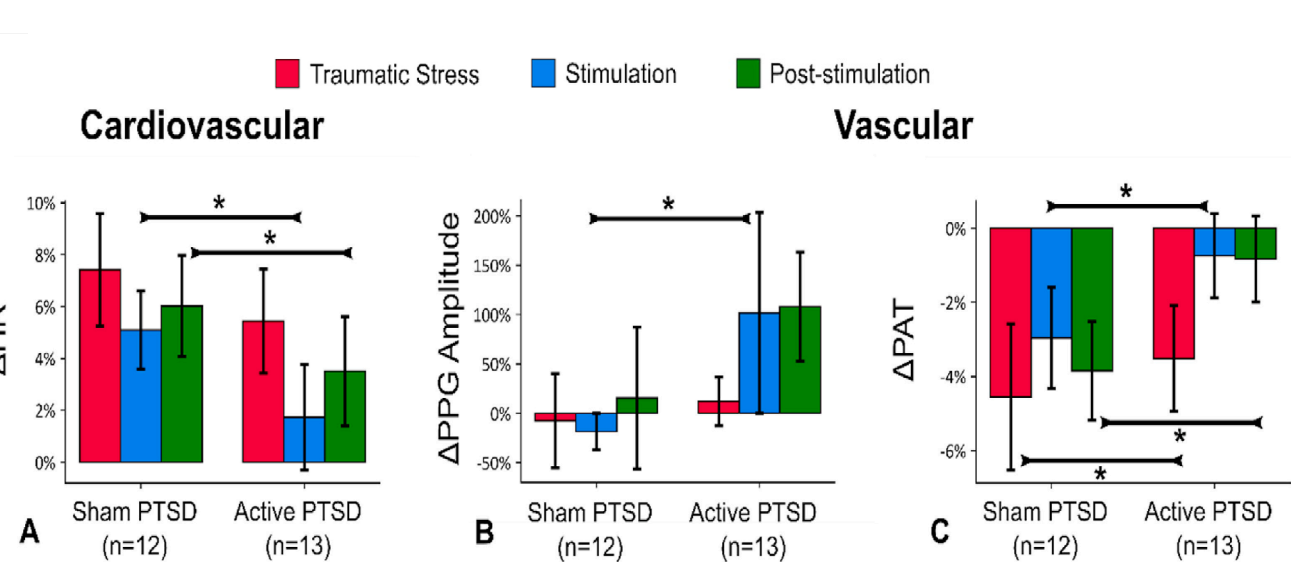 Traumatic Stress Stimulation Post-stimulation
Cardiovascular Vascular
10%
8%
6%
4%
2%
0%
*
*
Sham PTSD Active PTSD
(n=12) (n=13)
A
ΔPPG Amplitude
200%
150%
100%
50%
0%
-50%
*
Sham PTSD Active PTSD
(n=12) (n=13)
B
ΔPAT
0%
-2%
-4%
-6%
*
*
*
Sham PTSD Active PTSD
(n=12) (n=13)
C